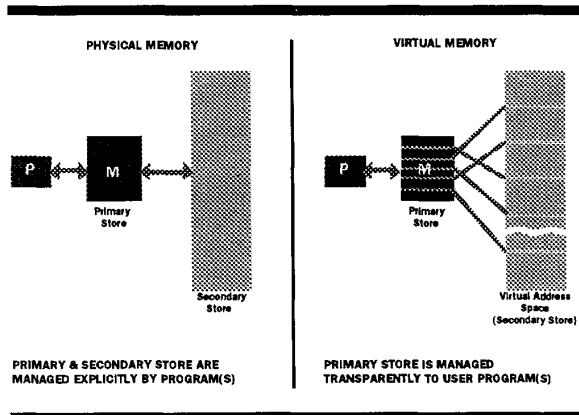 PHYSICAL MEMORY
P
M
Primary
Store
Secondary
Store
PRIMARY & SECONDARY STORE ARE
MANAGED EXPLICITLY BY PROGRAM(S)
VIRTUAL MEMORY
P
M
Primary
Store
Virtual Address
Space
(Secondary Store)
PRIMARY STORE IS MANAGED
TRANSPARENTLY TO USER PROGRAM(S)